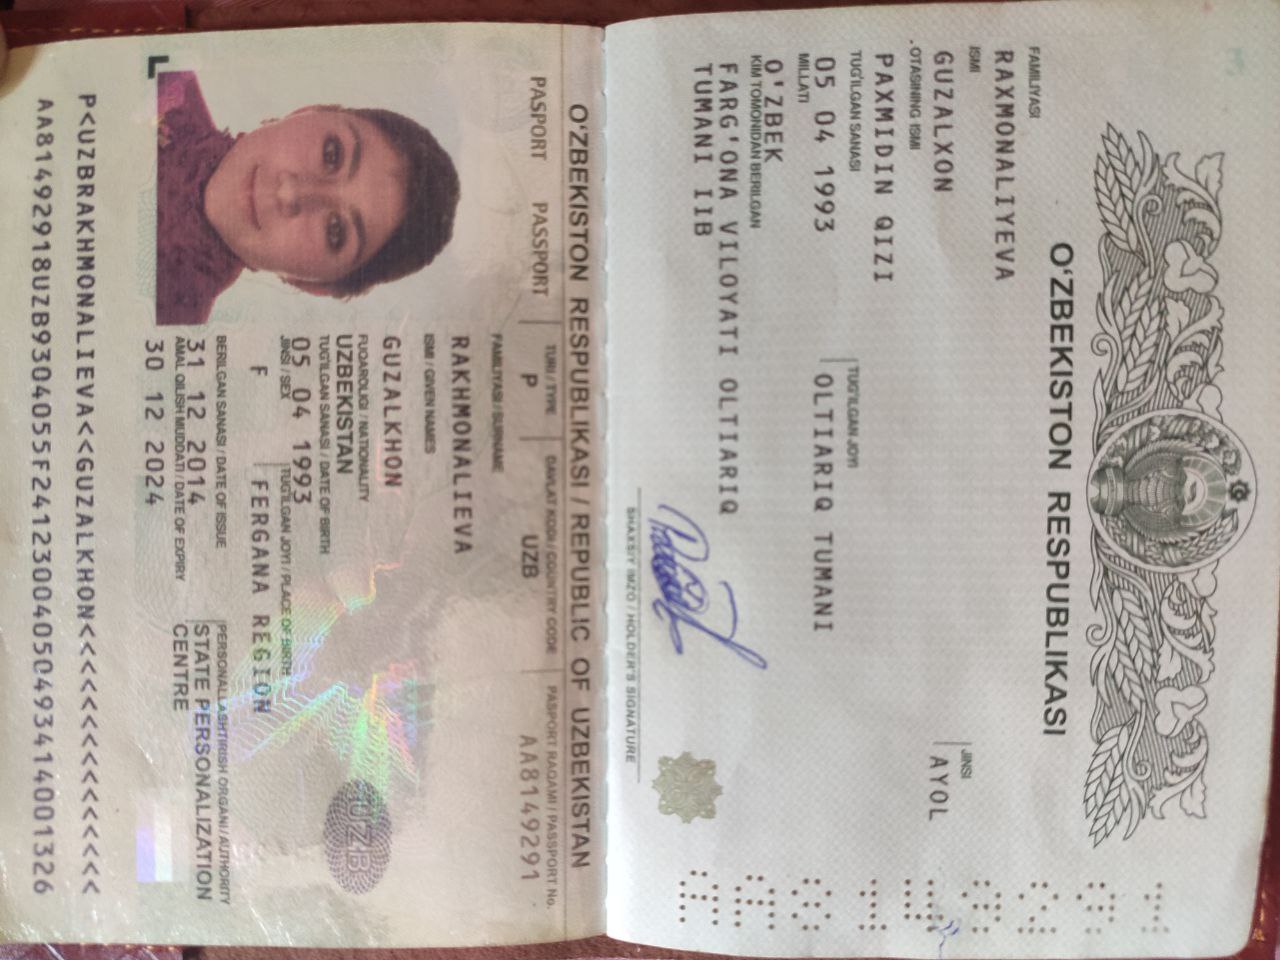 O‘ZBEKISTON RESPUBLIKASI
FAMILIYASI
RAXMONALIYEVA
ISMI
GUZALXON
JINSI
AYOL
OTASINING ISMI
PAXMIDIN QIZI
TUG‘ILGAN SANASI
05 04 1993
TUG‘ILGAN JOYI
OLTIARIQ TUMANI
MILLATI
O'ZBEK
KIM TOMONIDAN BERILGAN
FARG'ONA VILOYATI OLTIARIQ
TUMANI IIB
SHAXSIY IMZO / HOLDER'S SIGNATURE
O‘ZBEKISTON RESPUBLIKASI / REPUBLIC OF UZBEKISTAN
PASPORT PASSPORT
TURI / TYPE
P
DAVLAT KODI / COUNTRY CODE
UZB
PASPORT RAQAMI / PASSPORT No.
AA8149291
FAMILIYASI / SURNAME
RAKHMONALIEVA
ISMI / GIVEN NAMES
GUZALKHON
FUQAROLIGI / NATIONALITY
UZBEKISTAN
TUG‘ILGAN SANASI / DATE OF BIRTH
05 04 1993
JINSI / SEX
F
TUG‘ILGAN JOYI / PLACE OF BIRTH
FERGANA REGION
BERILGAN SANASI / DATE OF ISSUE
31 12 2014
PERSONALLASHTIRISH ORGANI / AUTHORITY
STATE PERSONALIZATION
CENTRE
AMAL QILISH MUDDATI / DATE OF EXPIRY
30 12 2024
UZB
P<UZBRAKHMONALIEVA<<GUZALKHON<<<<<<<<<<<<<<<
AA81492918UZB9304055F24123004050493414001326